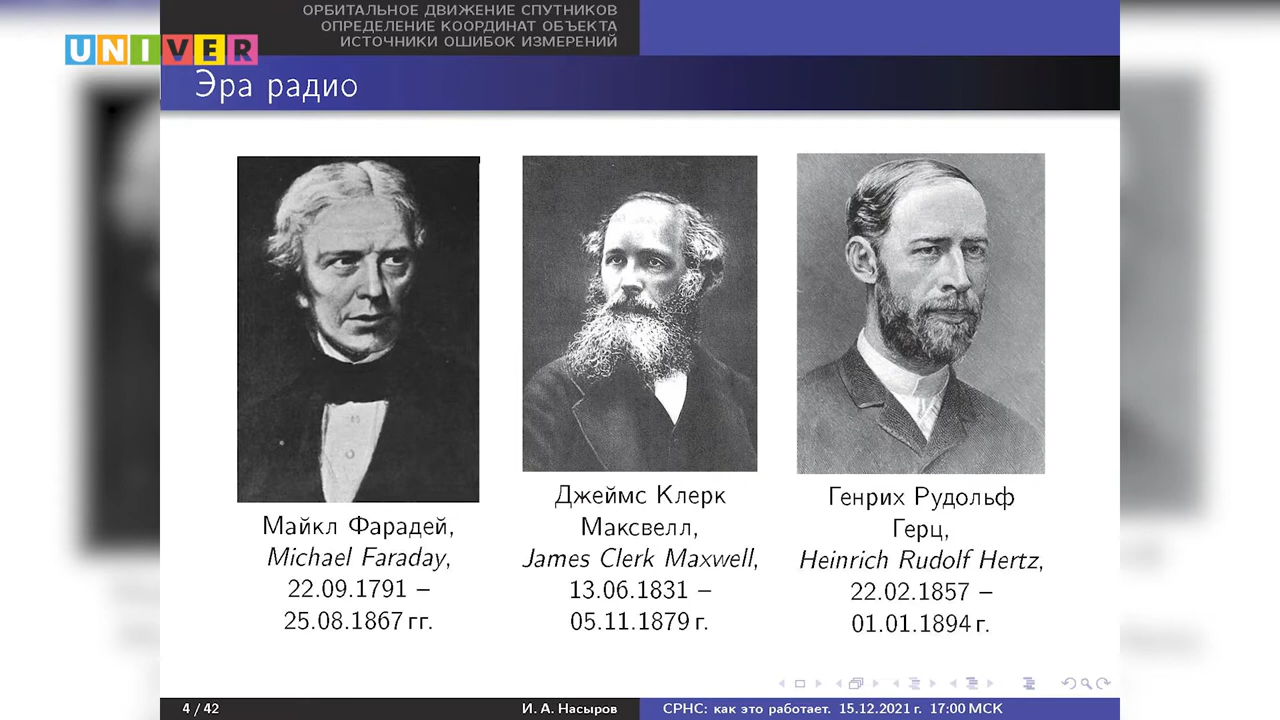 ОРБИТАЛЬНОЕ ДВИЖЕНИЕ СПУТНИКОВ
ОПРЕДЕЛЕНИЕ КООРДИНАТ ОБЪЕКТА
ИСТОЧНИКИ ОШИБОК ИЗМЕРЕНИЙ
UNIVER
Эра радио
Майкл Фарадей,
Michael Faraday,
22.09.1791 –
25.08.1867 гг.
Джеймс Клерк
Максвелл,
James Clerk Maxwell,
13.06.1831 –
05.11.1879 г.
Генрих Рудольф
Герц,
Heinrich Rudolf Hertz,
22.02.1857 –
01.01.1894 г.
4 / 42
И. А. Насыров
СРНС: как это работает. 15.12.2021 г. 17:00 МСК